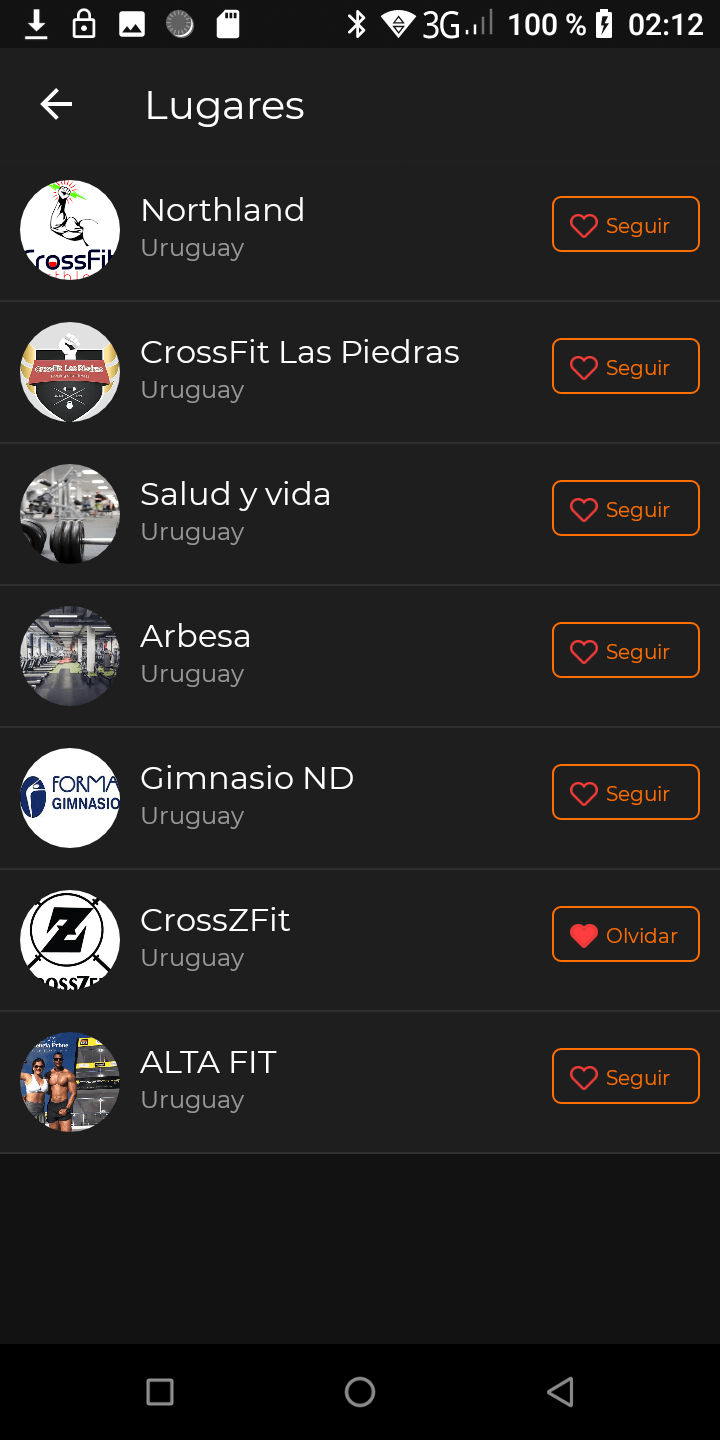 3G 100 % 02:12
Lugares
Northland
Uruguay
Seguir
CrossFit Las Piedras
CrossFit Las Piedras
Uruguay
Seguir
Salud y vida
Uruguay
Seguir
Arbesa
Uruguay
Seguir
FORMA
GIMNASIO
Gimnasio ND
Uruguay
Seguir
Z
CrossZFit
Uruguay
Olvidar
ALTA FIT
Uruguay
Seguir